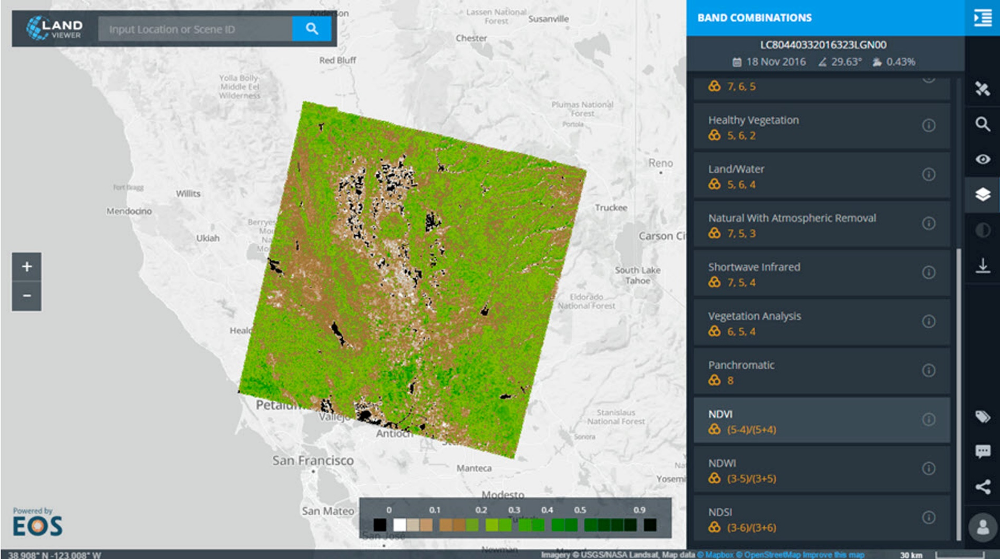 LAND
VIEWER
Input Location or Scene ID
Anderson
Lassen National
Forest
Susanville
Chester
Red Bluff
Yolla Bolly-
Middle Eel
Wilderness
Plumas National
Forest
Portola
Reno
Fort Bragg
Willits
Mendocino
Truckee
Ukiah
Berryes
Mou
Na
Mo
Carson Ci
South Lake
Tahoe
Eldorado
National Forest
Heald
Petalum
Vallejo
Antioch
Stanislaus
National Forest
Sonora
San Francisco
Manteca
Na
Yosemi
Modesto
San Mateo
San José
Newman
0 0.1 0.2 0.3 0.4 0.5 0.9
+
−
Powered by
EOS
38.908° N -123.008° W
Imagery © USGS/NASA Landsat, Map data © Mapbox © OpenStreetMap Improve this map
30 km
BAND COMBINATIONS
LC80440332016323LGN00
18 Nov 2016 29.63° 0.43%
7, 6, 5
Healthy Vegetation
5, 6, 2
Land/Water
5, 6, 4
Natural With Atmospheric Removal
7, 5, 3
Shortwave Infrared
7, 5, 4
Vegetation Analysis
6, 5, 4
Panchromatic
8
NDVI
(5-4)/(5+4)
NDWI
(3-5)/(3+5)
NDSI
(3-6)/(3+6)